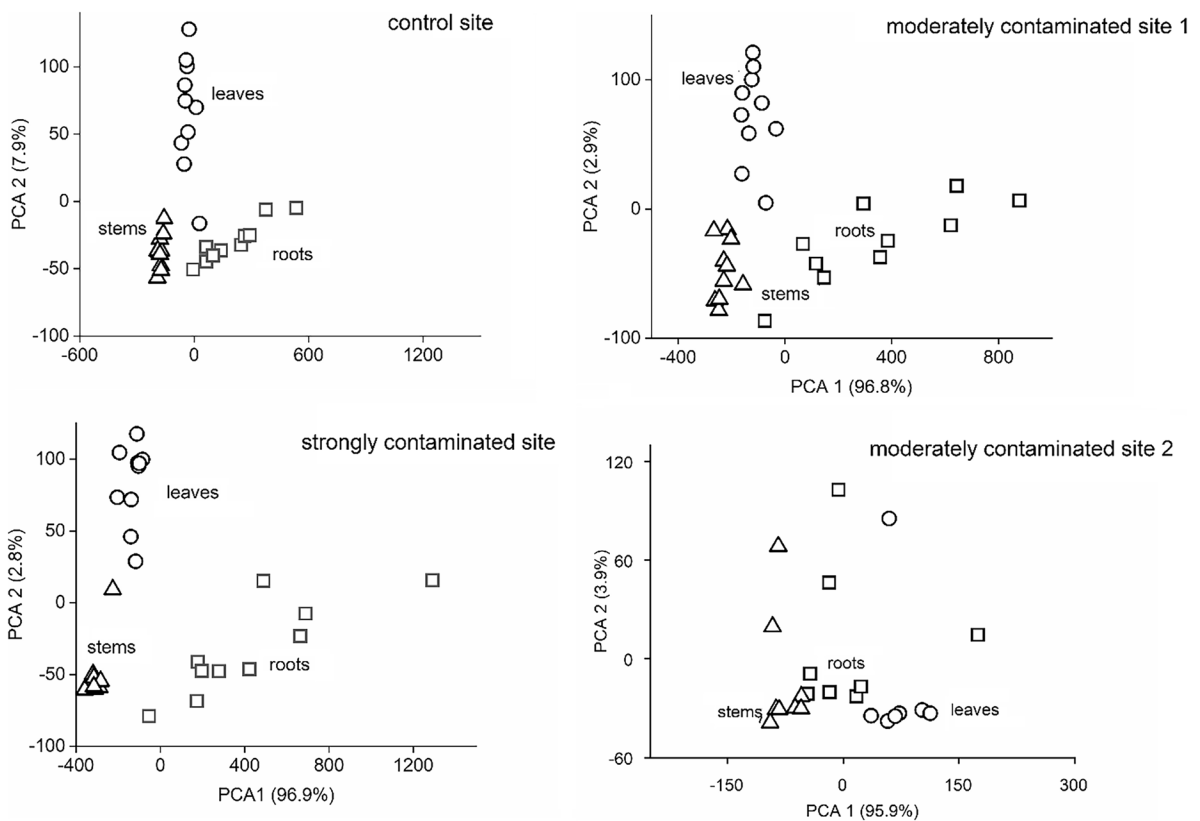 control site
PCA 2 (7.9%)
100
50
0
-50
-100
leaves
stems
roots
-600
0
600
1200
moderately contaminated site 1
PCA 2 (2.9%)
100
0
-100
leaves
roots
stems
-400
0
400
800
PCA 1 (96.8%)
strongly contaminated site
PCA 2 (2.8%)
100
50
0
-50
-100
leaves
stems
roots
-400
0
400
800
1200
PCA1 (96.9%)
moderately contaminated site 2
PCA 2 (3.9%)
120
60
0
-60
roots
stems
leaves
-150
0
150
300
PCA 1 (95.9%)